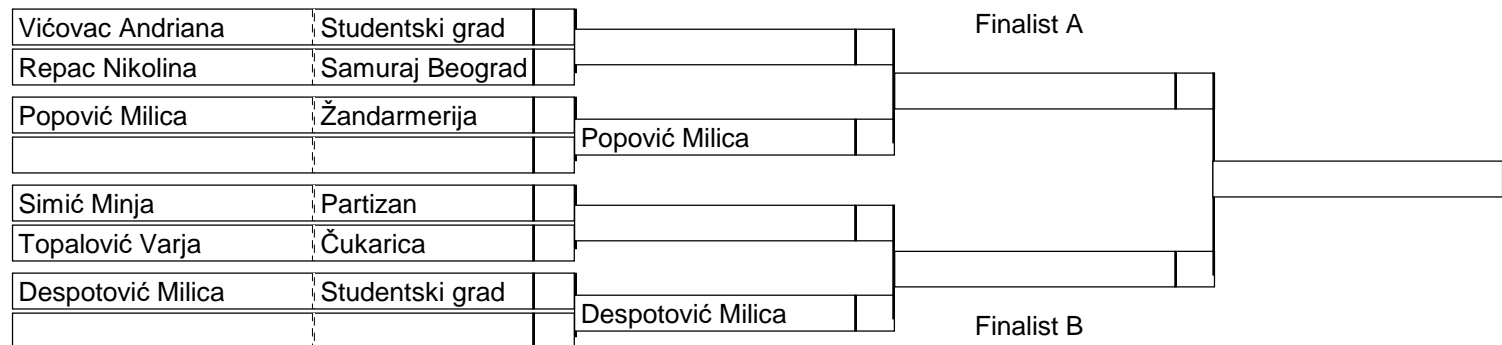 Vićovac Andriana Studentski grad
Finalist A
Repac Nikolina Samuraj Beograd
Popović Milica Žandarmerija
Popović Milica
Simić Minja Partizan
Topalović Varja Čukarica
Despotović Milica Studentski grad
Despotović Milica
Finalist B